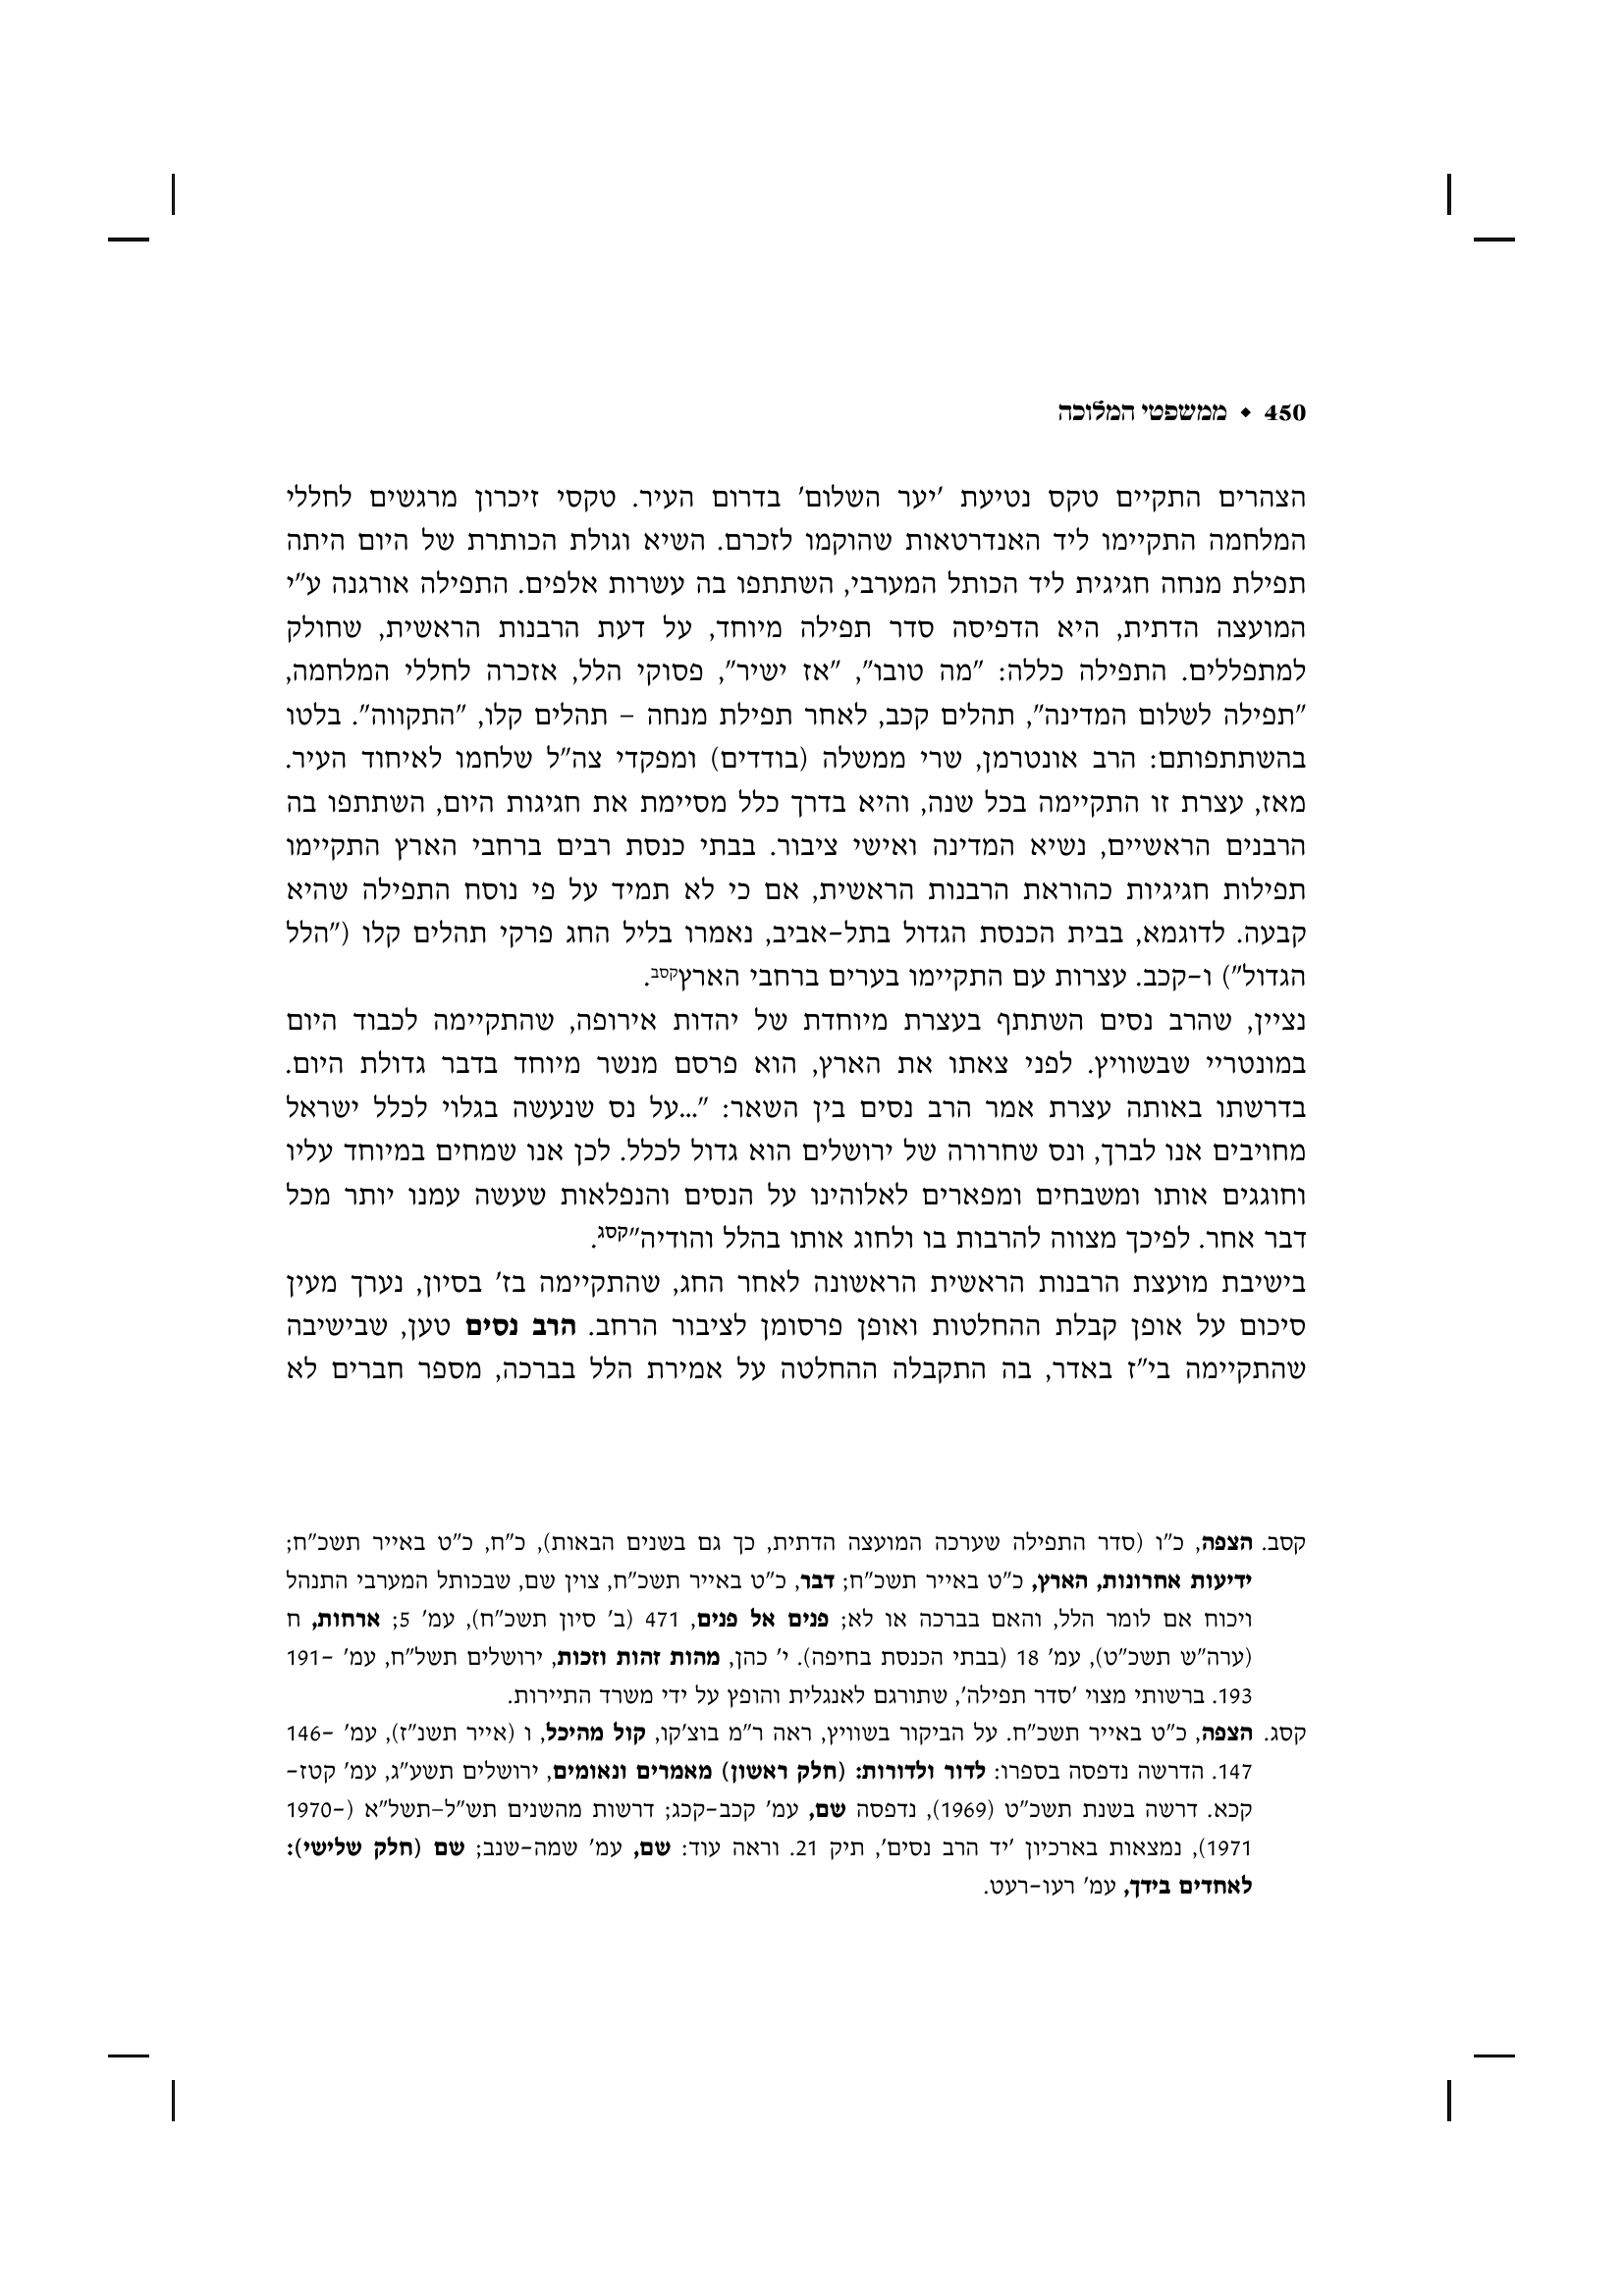 450 ◆ ממשפטי המלוכה
הצהרים התקיים טקס נטיעת 'יער השלום' בדרום העיר. טקסי זיכרון מרגשים לחללי
המלחמה התקיימו ליד האנדרטאות שהוקמו לזכרם. השיא וגולת הכותרת של היום היתה
תפילת מנחה חגיגית ליד הכותל המערבי, השתתפו בה עשרות אלפים. התפילה אורגנה ע"י
המועצה הדתית, היא הדפיסה סדר תפילה מיוחד, על דעת הרבנות הראשית, שחולק
למתפללים. התפילה כללה: "מה טובו", "אז ישיר", פסוקי הלל, אזכרה לחללי המלחמה,
"תפילה לשלום המדינה", תהלים קכב, לאחר תפילת מנחה – תהלים קלו, "התקווה". בלטו
בהשתתפותם: הרב אונטרמן, שרי ממשלה (בודדים) ומפקדי צה"ל שלחמו לאיחוד העיר.
מאז, עצרת זו התקיימה בכל שנה, והיא בדרך כלל מסיימת את חגיגות היום, השתתפו בה
הרבנים הראשיים, נשיא המדינה ואישי ציבור. בבתי כנסת רבים ברחבי הארץ התקיימו
תפילות חגיגיות כהוראת הרבנות הראשית, אם כי לא תמיד על פי נוסח התפילה שהיא
קבעה. לדוגמא, בבית הכנסת הגדול בתל-אביב, נאמרו בליל החג פרקי תהלים קלו ("הלל
הגדול") ו-קכב. עצרות עם התקיימו בערים ברחבי הארץקסב.
נציין, שהרב נסים השתתף בעצרת מיוחדת של יהדות אירופה, שהתקיימה לכבוד היום
במונטריי שבשוויץ. לפני צאתו את הארץ, הוא פרסם מנשר מיוחד בדבר גדולת היום.
בדרשתו באותה עצרת אמר הרב נסים בין השאר: "...על נס שנעשה בגלוי לכלל ישראל
מחויבים אנו לברך, ונס שחרורה של ירושלים הוא גדול לכלל. לכן אנו שמחים במיוחד עליו
וחוגגים אותו ומשבחים ומפארים לאלוהינו על הנסים והנפלאות שעשה עמנו יותר מכל
דבר אחר. לפיכך מצווה להרבות בו ולחוג אותו בהלל והודיה"קסג.
בישיבת מועצת הרבנות הראשית הראשונה לאחר החג, שהתקיימה בז' בסיון, נערך מעין
סיכום על אופן קבלת ההחלטות ואופן פרסומן לציבור הרחב. הרב נסים טען, שבישיבה
שהתקיימה בי"ז באדר, בה התקבלה ההחלטה על אמירת הלל בברכה, מספר חברים לא
קסב. הצפה, כ"ו (סדר התפילה שערכה המועצה הדתית, כך גם בשנים הבאות), כ"ח, כ"ט באייר תשכ"ח;
ידיעות אחרונות, הארץ, כ"ט באייר תשכ"ח; דבר, כ"ט באייר תשכ"ח, צוין שם, שבכותל המערבי התנהל
ויכוח אם לומר הלל, והאם בברכה או לא; פנים אל פנים, 471 (ב' סיון תשכ"ח), עמ' 5; ארחות, ח
(ערה"ש תשכ"ט), עמ' 18 (בבתי הכנסת בחיפה). י' כהן, מהות זהות וזכות, ירושלים תשל"ח, עמ' 191-
193. ברשותי מצוי 'סדר תפילה', שתורגם לאנגלית והופץ על ידי משרד התיירות.
קסג. הצפה, כ"ט באייר תשכ"ח. על הביקור בשוויץ, ראה ר"מ בוצ'קו, קול מהיכל, ו (אייר תשנ"ז), עמ' 146-
147. הדרשה נדפסה בספרו: לדור ולדורות: (חלק ראשון) מאמרים ונאומים, ירושלים תשע"ג, עמ' קטז-
קכא. דרשה בשנת תשכ"ט (1969), נדפסה שם, עמ' קכב-קכג; דרשות מהשנים תש"ל-תשל"א (1970-
1971), נמצאות בארכיון 'יד הרב נסים', תיק 21. וראה עוד: שם, עמ' שמה-שנב; שם (חלק שלישי):
לאחדים בידך, עמ' רעו-רעט.